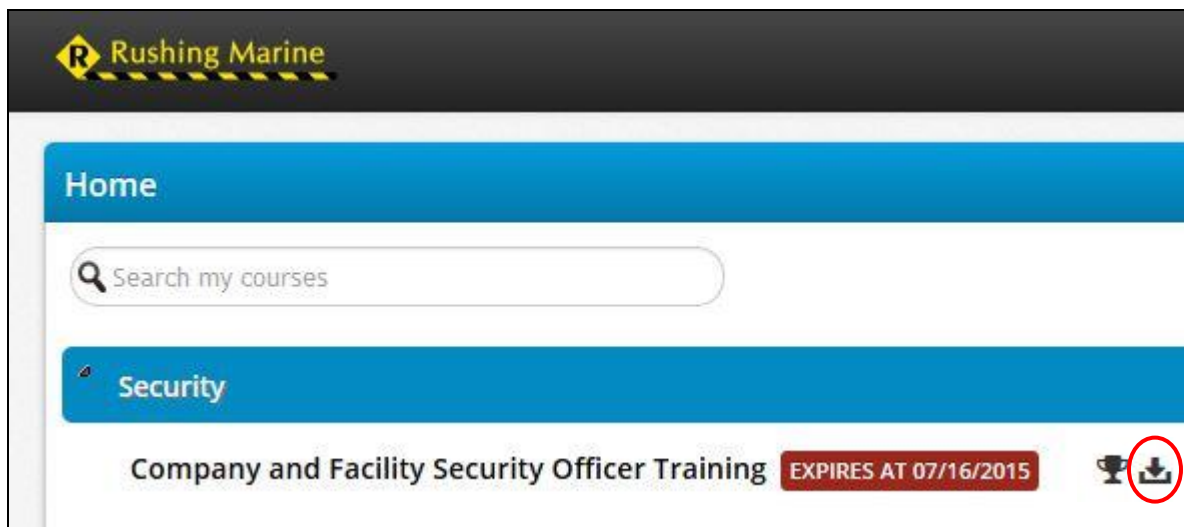 R Rushing Marine
Home
Search my courses
Security
Company and Facility Security Officer Training EXPIRES AT 07/16/2015